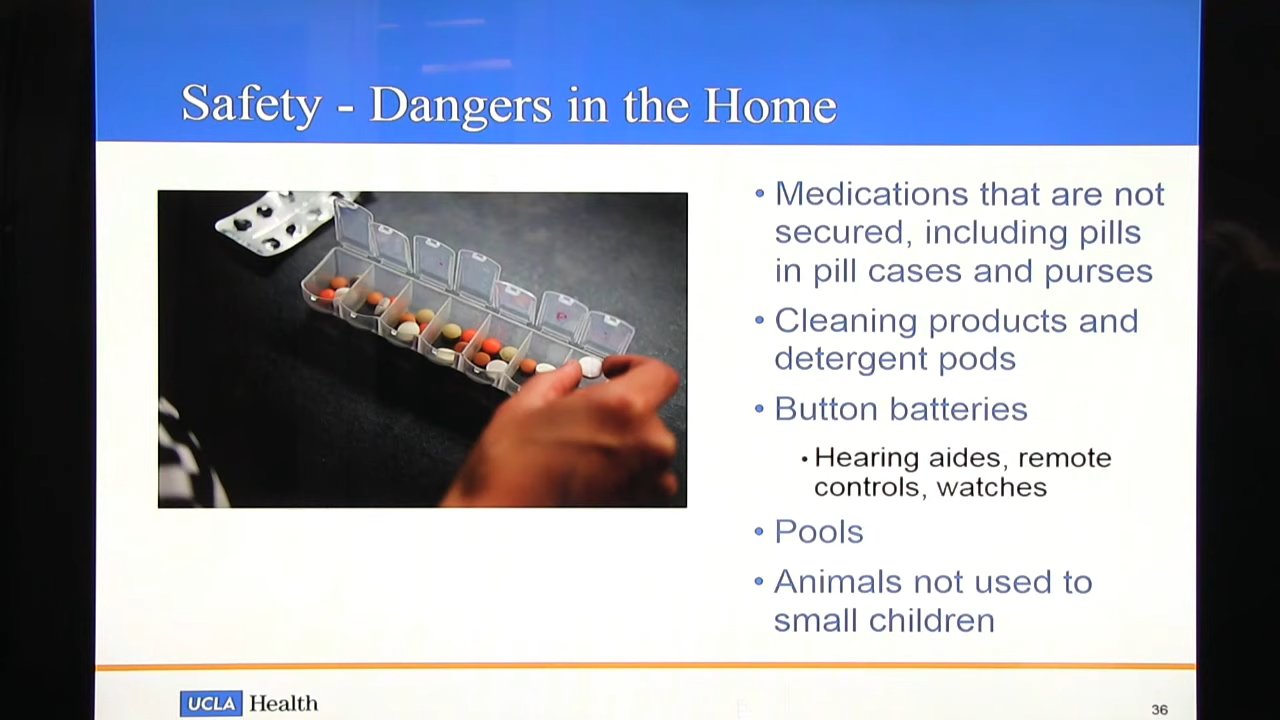 Safety - Dangers in the Home
• Medications that are not
secured, including pills
in pill cases and purses
• Cleaning products and
detergent pods
• Button batteries
• Hearing aides, remote
controls, watches
• Pools
• Animals not used to
small children
UCLA Health
36